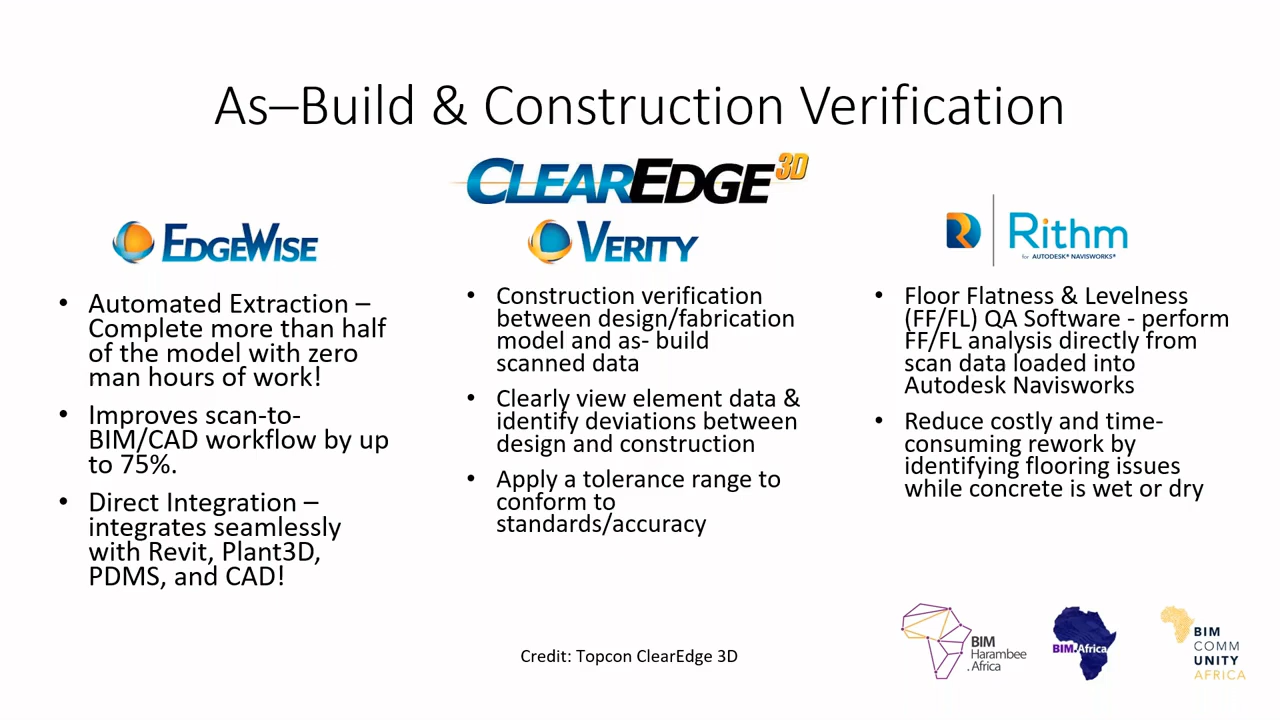 As–Build & Construction Verification
CLEAREDGE 3D
EDGEWISE
• Automated Extraction –
Complete more than half
of the model with zero
man hours of work!
• Improves scan-to-
BIM/CAD workflow by up
to 75%.
• Direct Integration –
integrates seamlessly
with Revit, Plant3D,
PDMS, and CAD!
VERITY
• Construction verification
between design/fabrication
model and as- build
scanned data
• Clearly view element data &
identify deviations between
design and construction
• Apply a tolerance range to
conform to
standards/accuracy
Rithm
for AUTODESK® NAVISWORKS®
• Floor Flatness & Levelness
(FF/FL) QA Software - perform
FF/FL analysis directly from
scan data loaded into
Autodesk Navisworks
• Reduce costly and time-
consuming rework by
identifying flooring issues
while concrete is wet or dry
Credit: Topcon ClearEdge 3D
BIM
Harambee
.Africa
BIM.Africa
BIM
COMM
UNITY
AFRICA